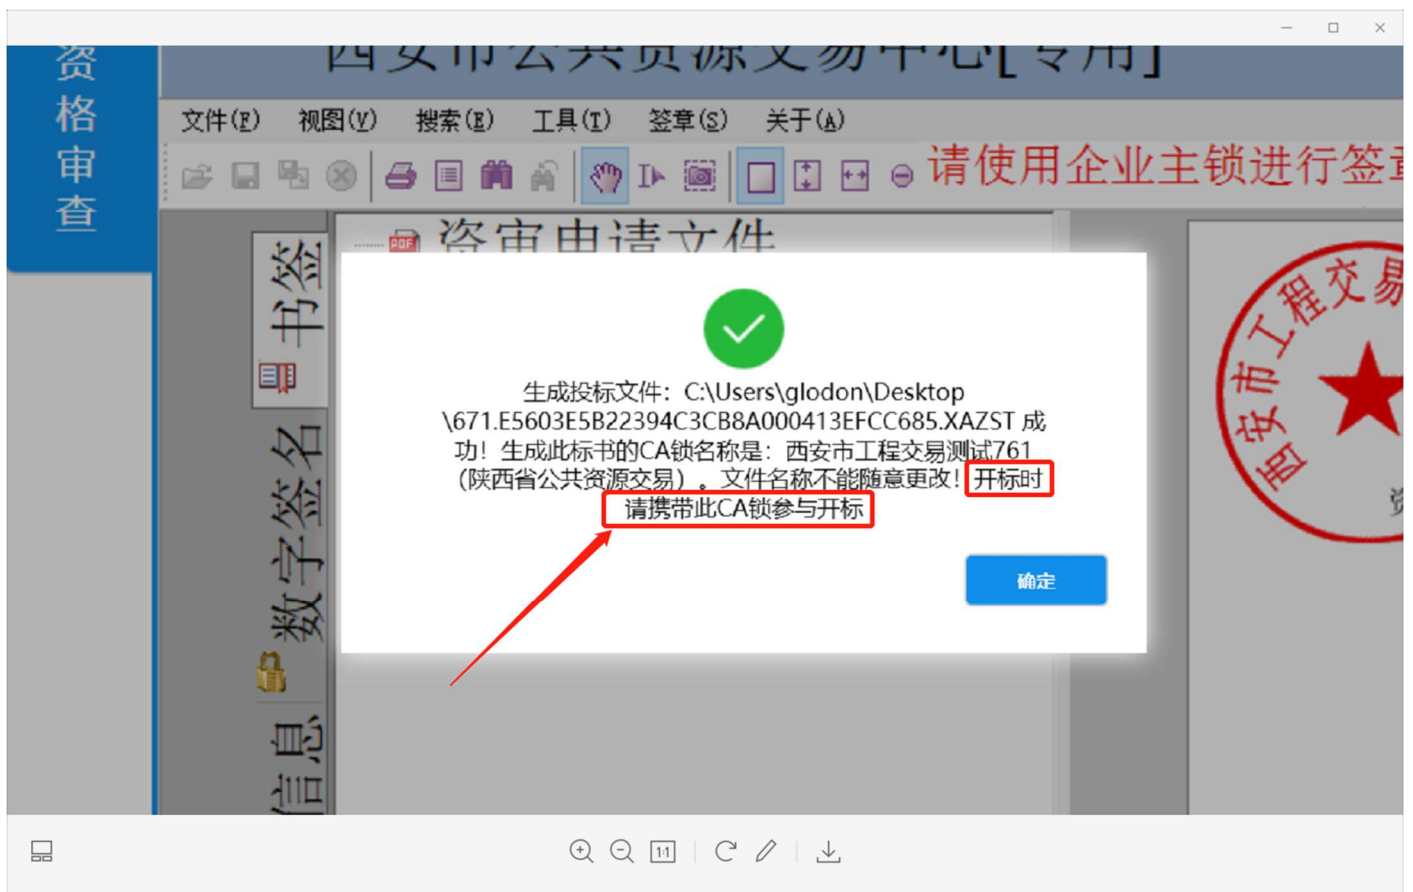 资格审查
西安市公共资源交易中心[专用]
文件(F) 视图(V) 搜索(E) 工具(T) 签章(S) 关于(A)
请使用企业主锁进行签
PDF 资审申请文件
书签
数字签名
信息
生成投标文件：C:\Users\glodon\Desktop
\671.E5603E5B22394C3CB8A000413EFCC685.XAZST 成
功！生成此标书的CA锁名称是：西安市工程交易测试761
（陕西省公共资源交易）。文件名称不能随意更改！开标时
请携带此CA锁参与开标
确定
西安市工程交易
资
1:1